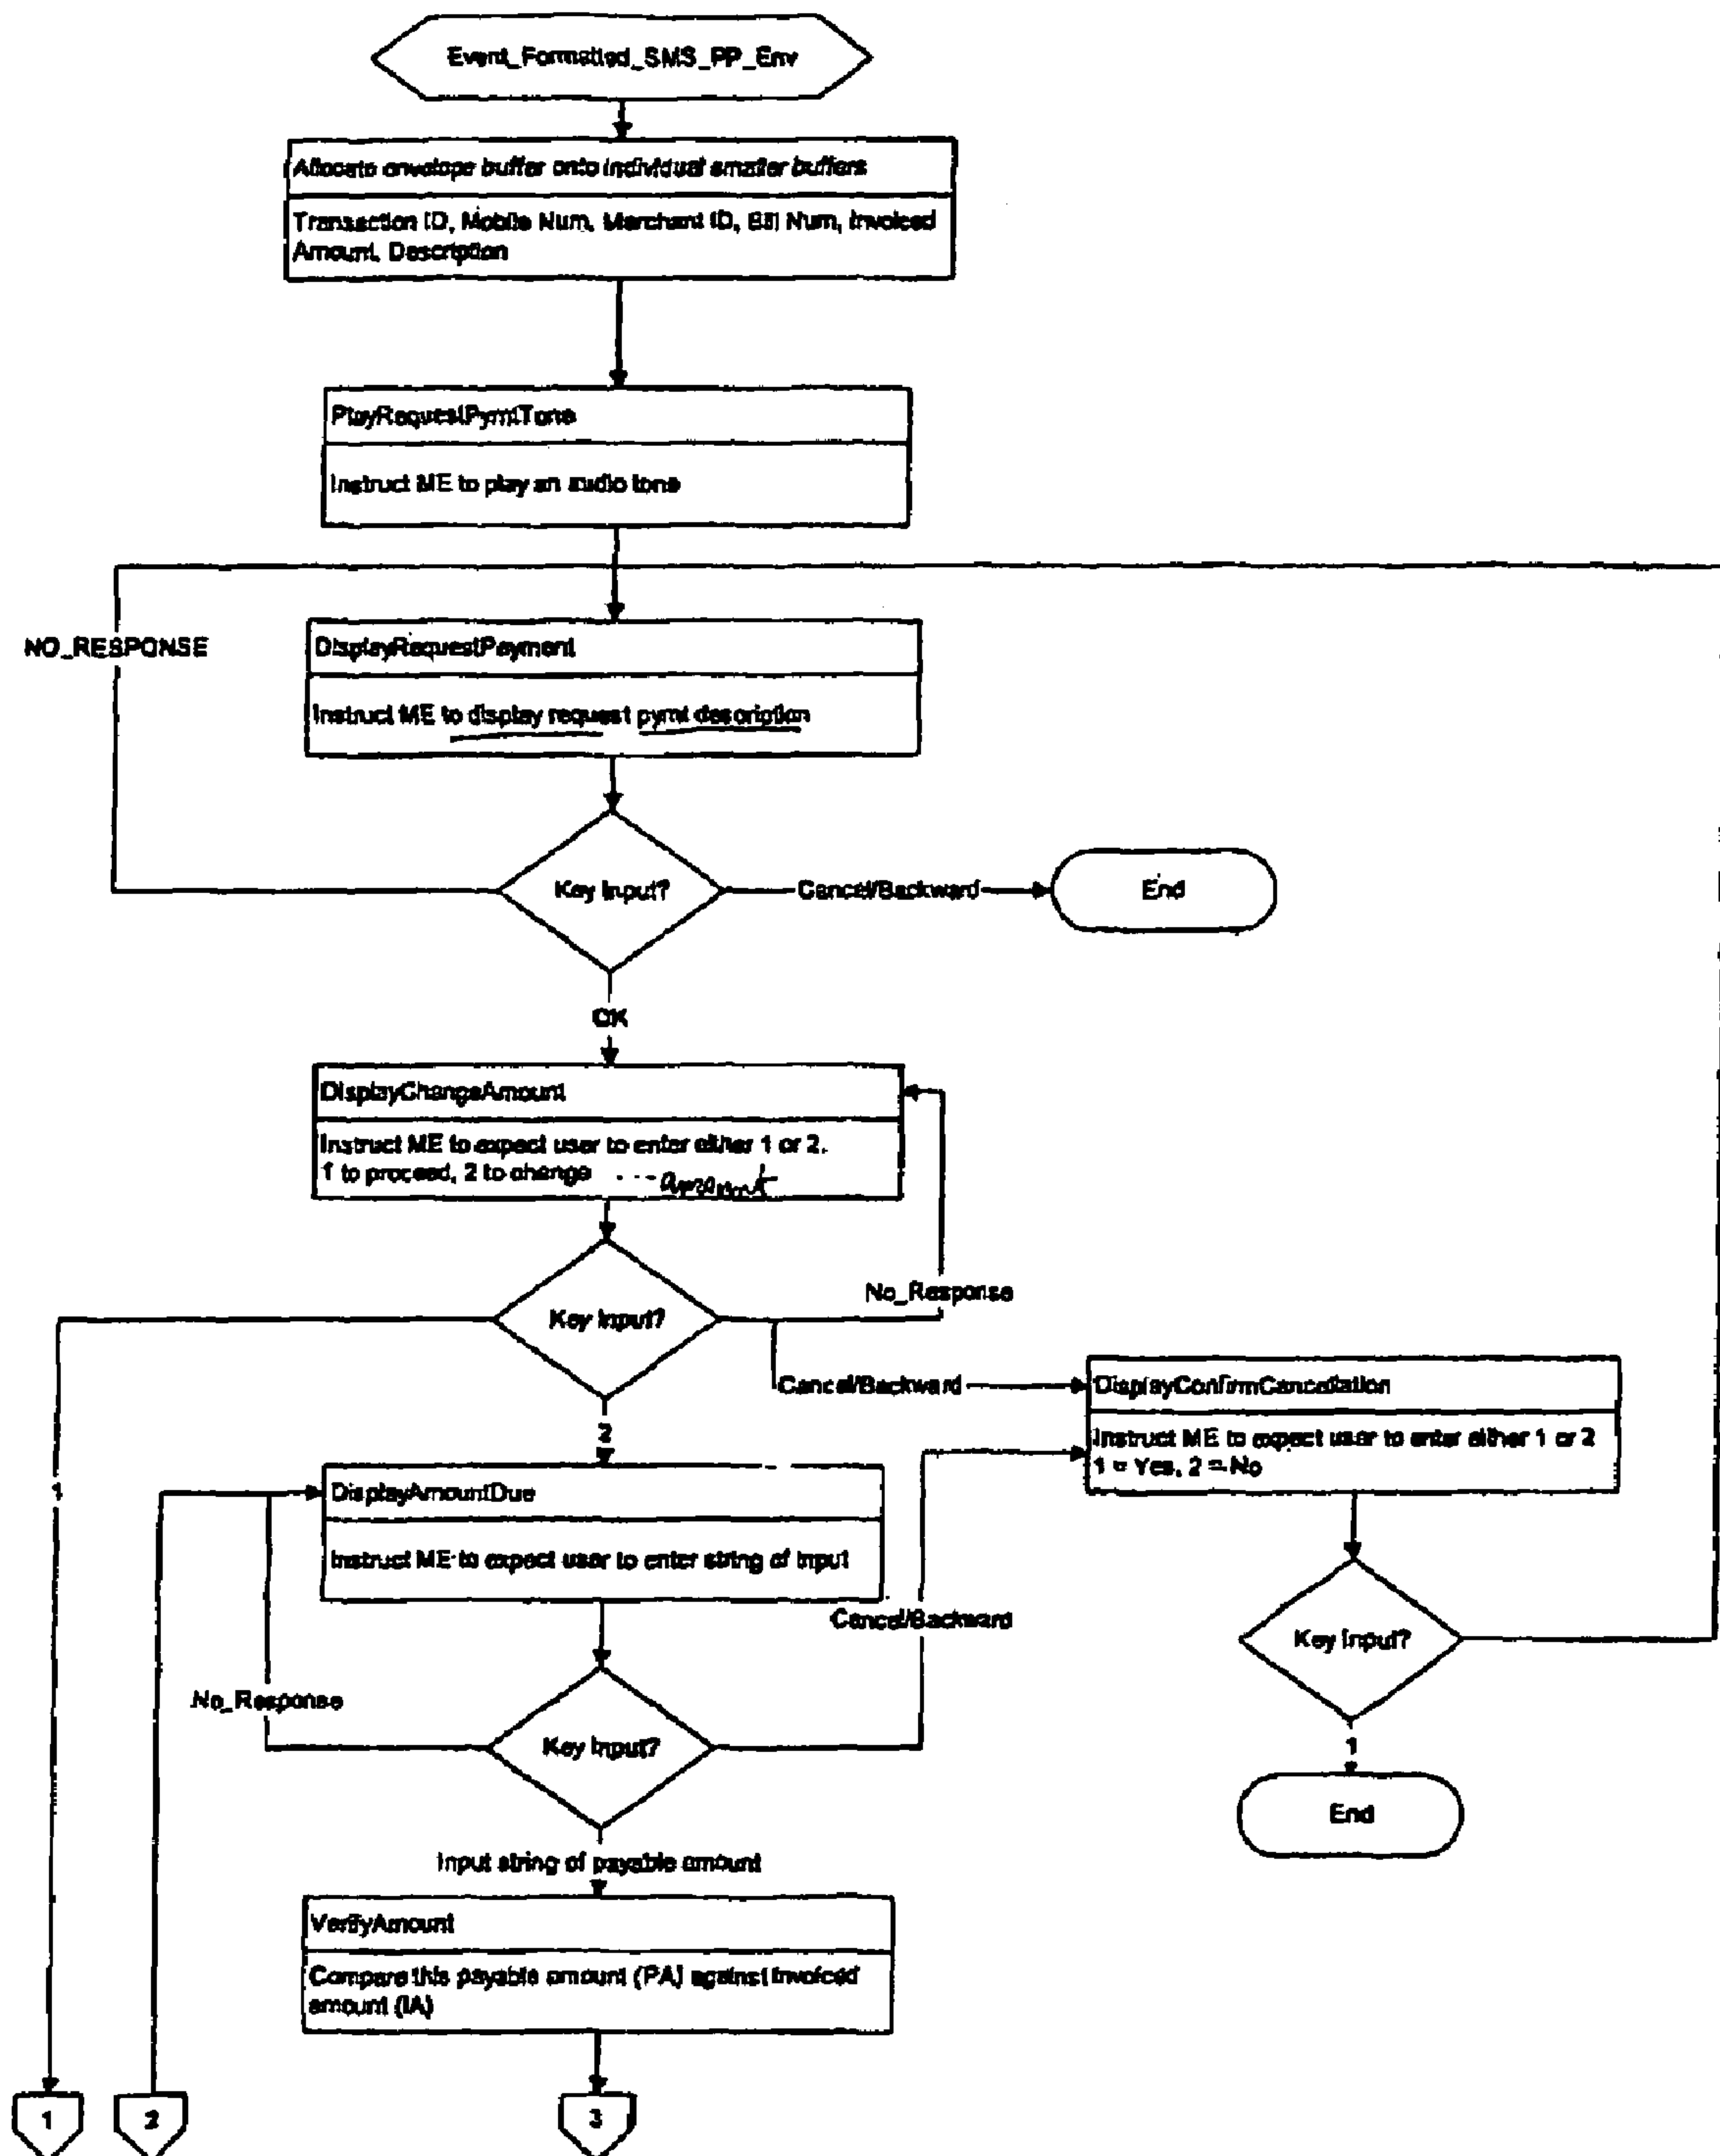 Event_Formatted_SMS_PP_Env
Allocate envelope buffer onto individual smaller buffers
Transaction ID, Mobile Num, Merchant ID, Bill Num, Invoiced
Amount, Description
PlayRequestPymtTone
Instruct ME to play an audio tone
NO_RESPONSE
DisplayRequestPayment
Instruct ME to display request pymt description
Key Input?
Cancel/Backward
End
OK
DisplayChangeAmount
Instruct ME to expect user to enter either 1 or 2.
1 to proceed, 2 to change ... amount
Key Input?
No_Response
Cancel/Backward
DisplayConfirmCancellation
Instruct ME to expect user to enter either 1 or 2
1 = Yes, 2 = No
1
2
DisplayAmountDue
Instruct ME to expect user to enter string of input
Cancel/Backward
Key Input?
No_Response
Key Input?
1
End
Input string of payable amount
VerifyAmount
Compare this payable amount (PA) against invoiced
amount (IA)
1
2
3